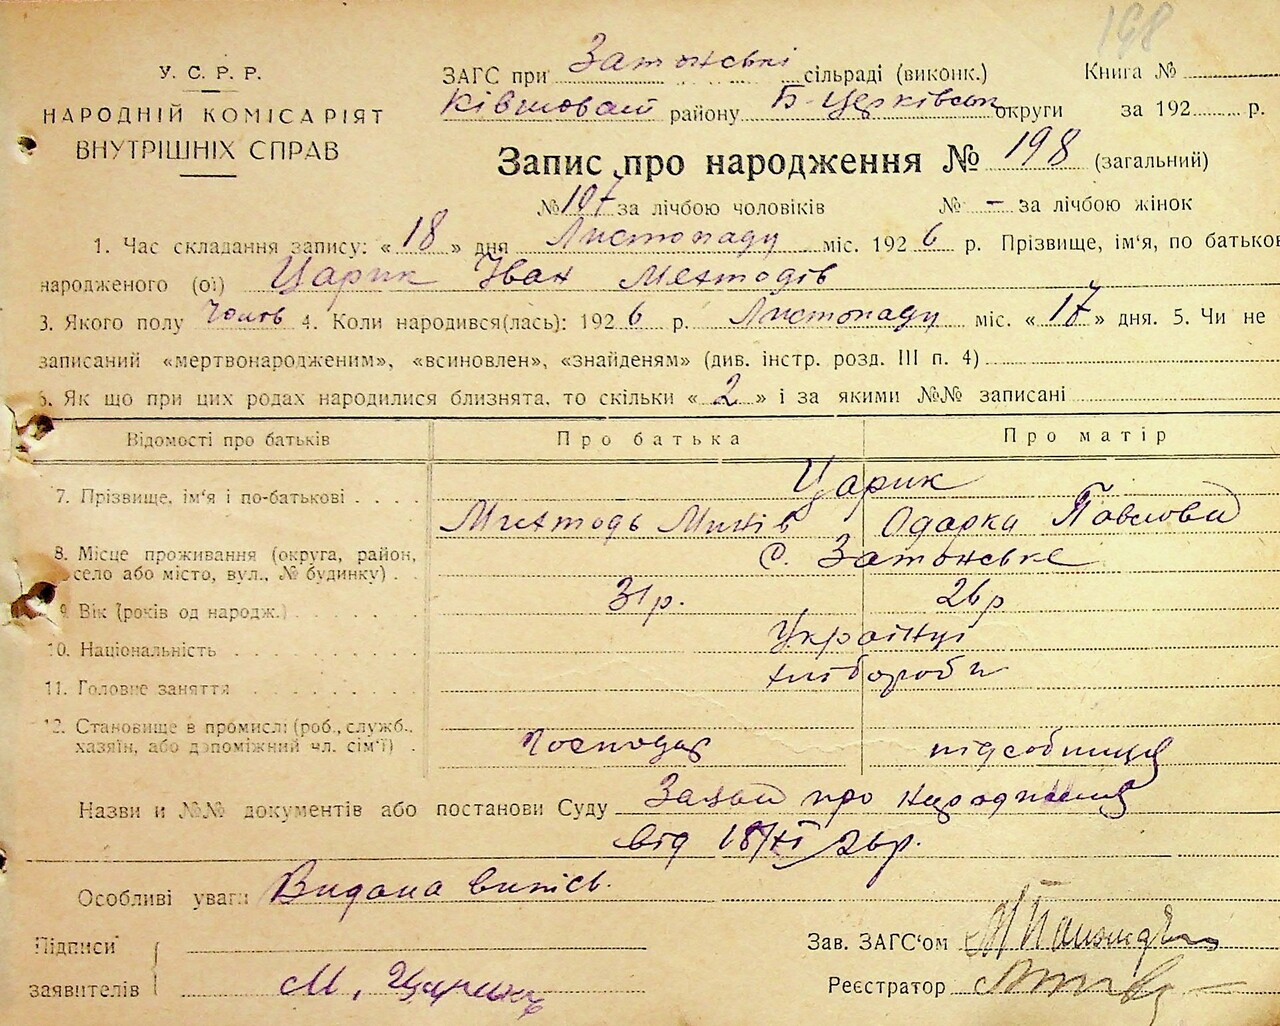 198
У. С. Р. Р.
НАРОДНІЙ КОМІСАРІЯТ
ВНУТРІШНІХ СПРАВ
ЗАГС при Затонські сільраді (виконк.) Книга №
Ківшоват району Б-Церківськ округи за 192 р.
Запис про народження № 198 (загальний)
№ 107 за лічбою чоловіків № — за лічбою жінок
1. Час складання запису: « 18 » дня Листопаду міс. 192 6 р. Прізвище, ім'я, по батькові
народженого (ої) Царик Іван Методів
3. Якого полу Чолов 4. Коли народився(лась): 192 6 р. Листопаду міс. « 17 » дня. 5. Чи не
записаний «мертвонародженим», «всиновлен», «знайденям» (див. інстр. розд. III п. 4)
6. Як що при цих родах народилися близнята, то скільки « 2 » і за якими №№ записані
Відомості про батьків Про батька Про матір
7. Прізвище, ім'я і по-батькові . . . . Царик
Методь Минів Одарка Павлова
8. Місце проживання (округа, район, село або місто, вул., № будинку) . . с. Затонське
9. Вік (років од народж.) . . . . . . 31 р. 26 р
10. Національність . . . . . . . . . Українці
11. Головне заняття . . . . . . . . хлібороби
12. Становище в промислі (роб., служб., хазяїн, або допоміжний чл. сім'ї) . Господар підсобниця
Назви и №№ документів або постанови Суду Заяви про народження
від 18/XI 26р.
Особливі уваги Видана випись.
Підписи
заявителів М. Царик
Зав. ЗАГС'ом
Реєстратор